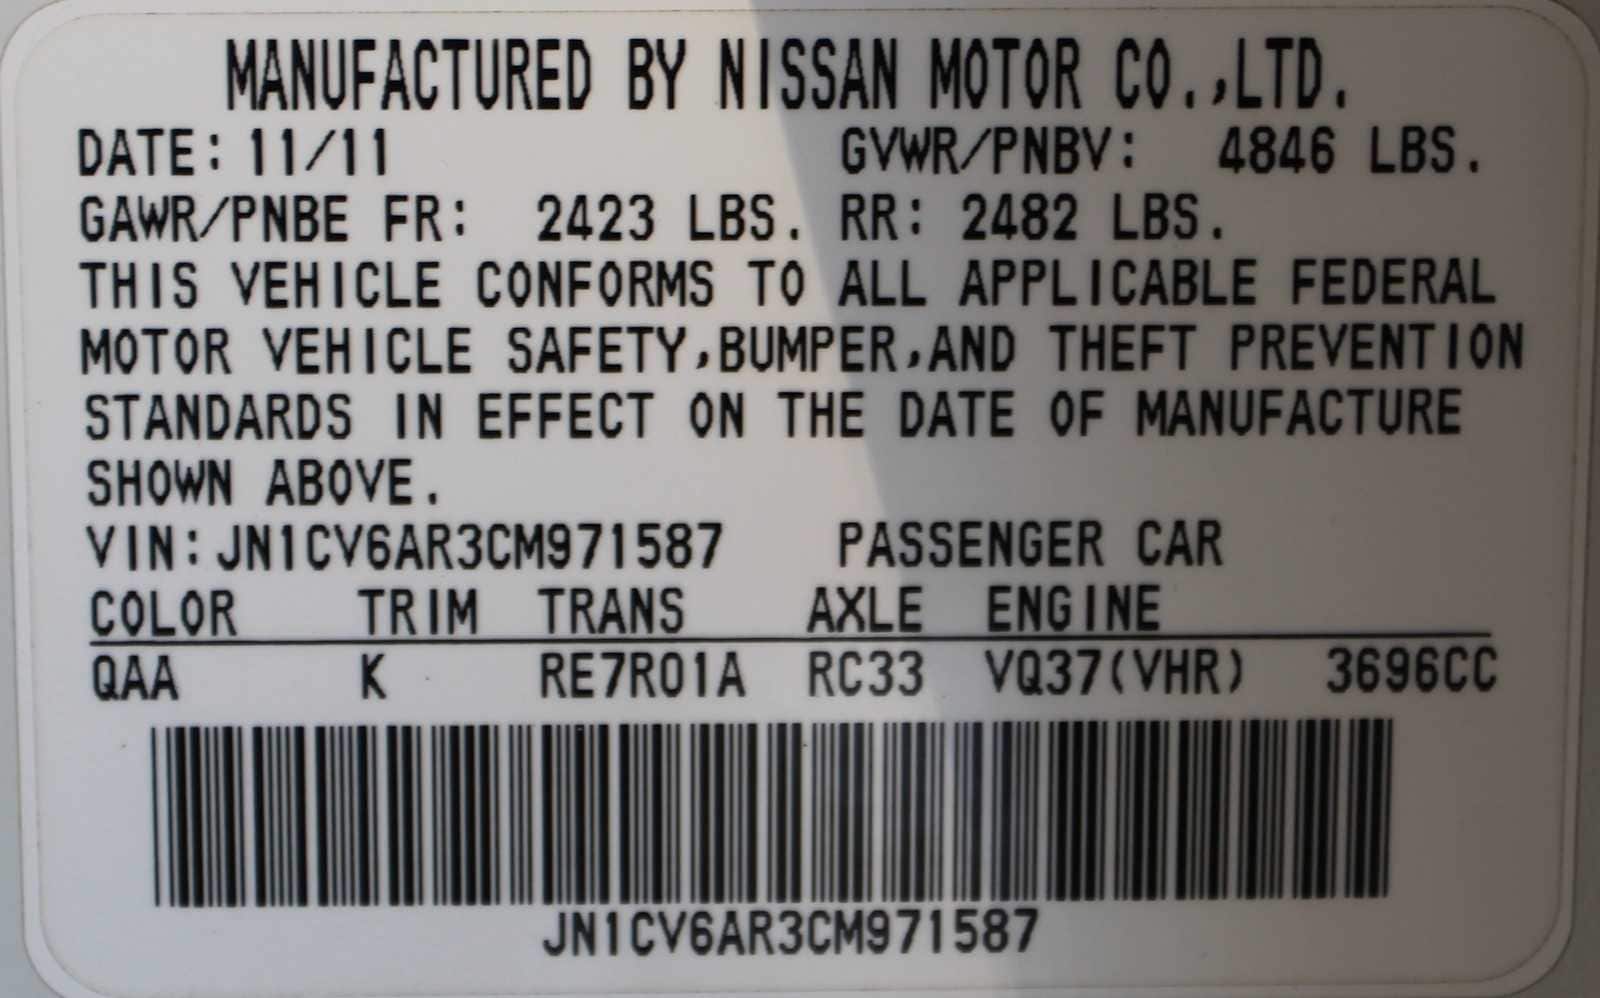 MANUFACTURED BY NISSAN MOTOR CO.,LTD.
DATE: 11/11 GVWR/PNBV: 4846 LBS.
GAWR/PNBE FR: 2423 LBS. RR: 2482 LBS.
THIS VEHICLE CONFORMS TO ALL APPLICABLE FEDERAL
MOTOR VEHICLE SAFETY,BUMPER,AND THEFT PREVENTION
STANDARDS IN EFFECT ON THE DATE OF MANUFACTURE
SHOWN ABOVE.
VIN:JN1CV6AR3CM971587 PASSENGER CAR
COLOR TRIM TRANS AXLE ENGINE
QAA K RE7R01A RC33 VQ37(VHR) 3696CC
JN1CV6AR3CM971587